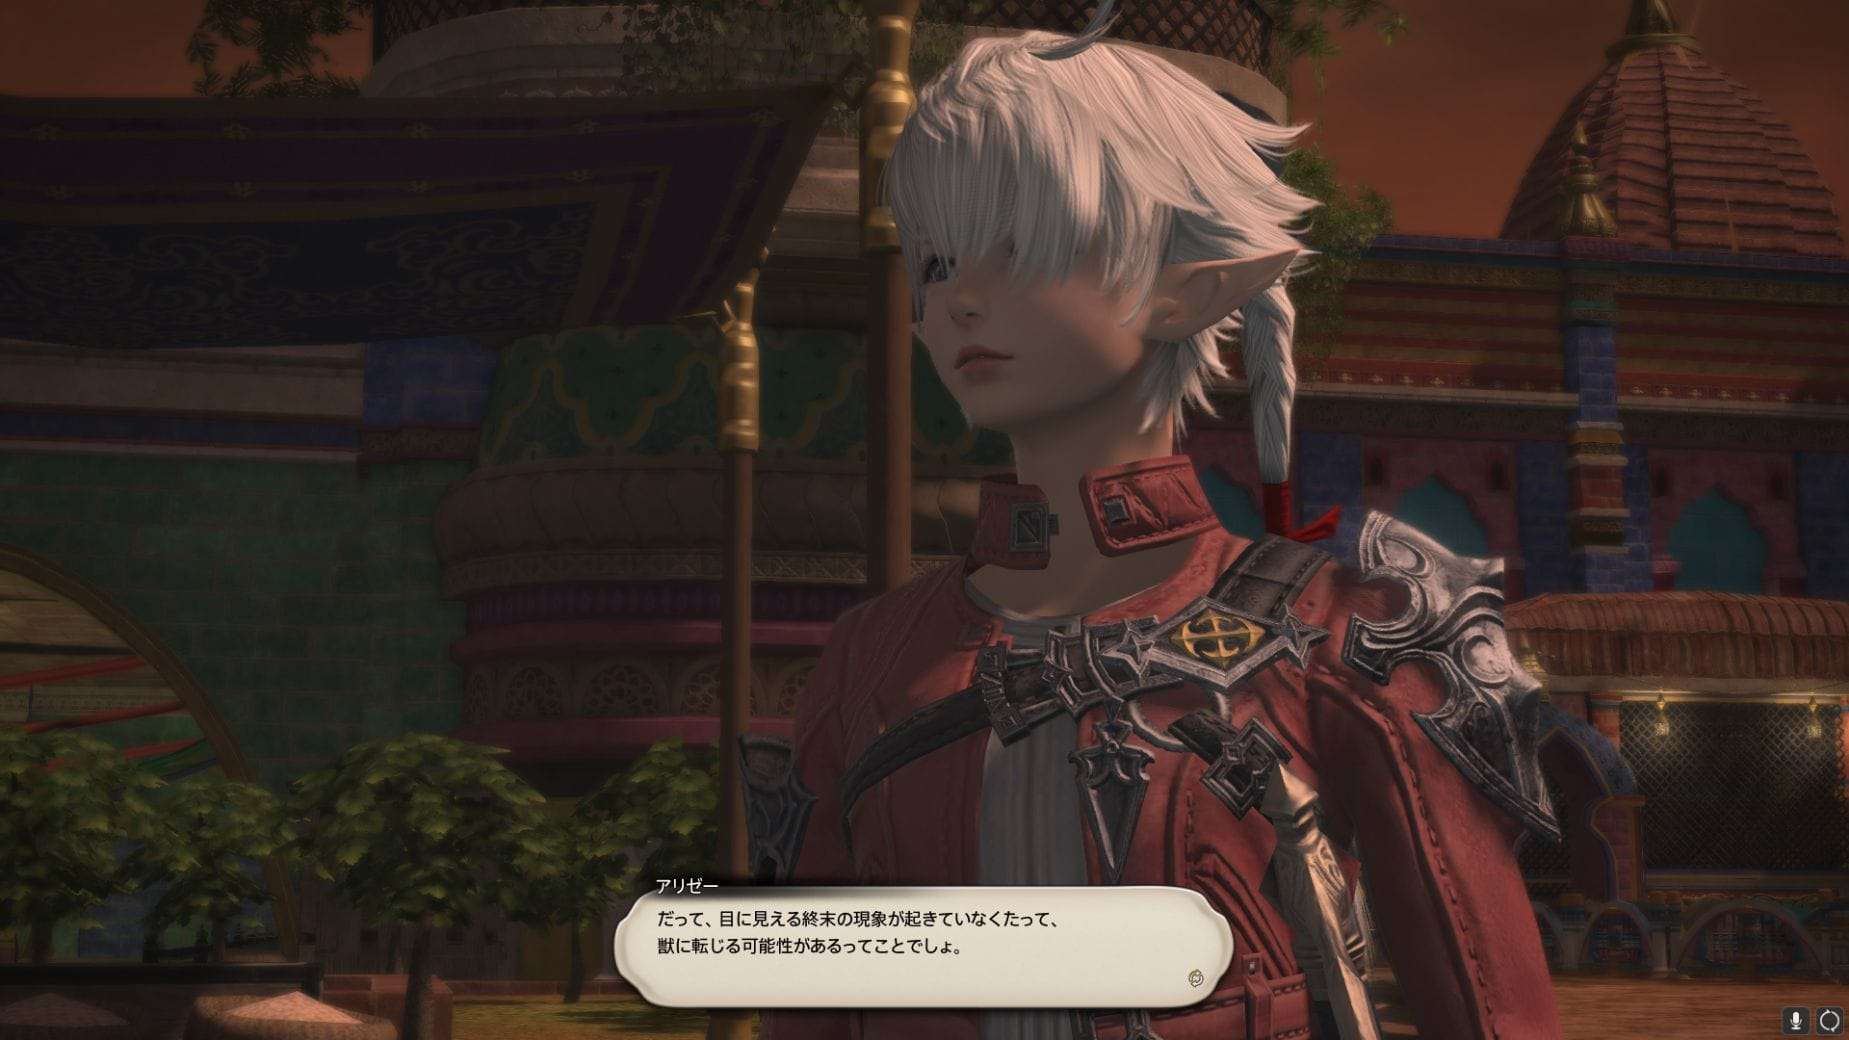 アリゼー
だって、目に見える終末の現象が起きていなくたって、
獣に転じる可能性があるってことでしょ。